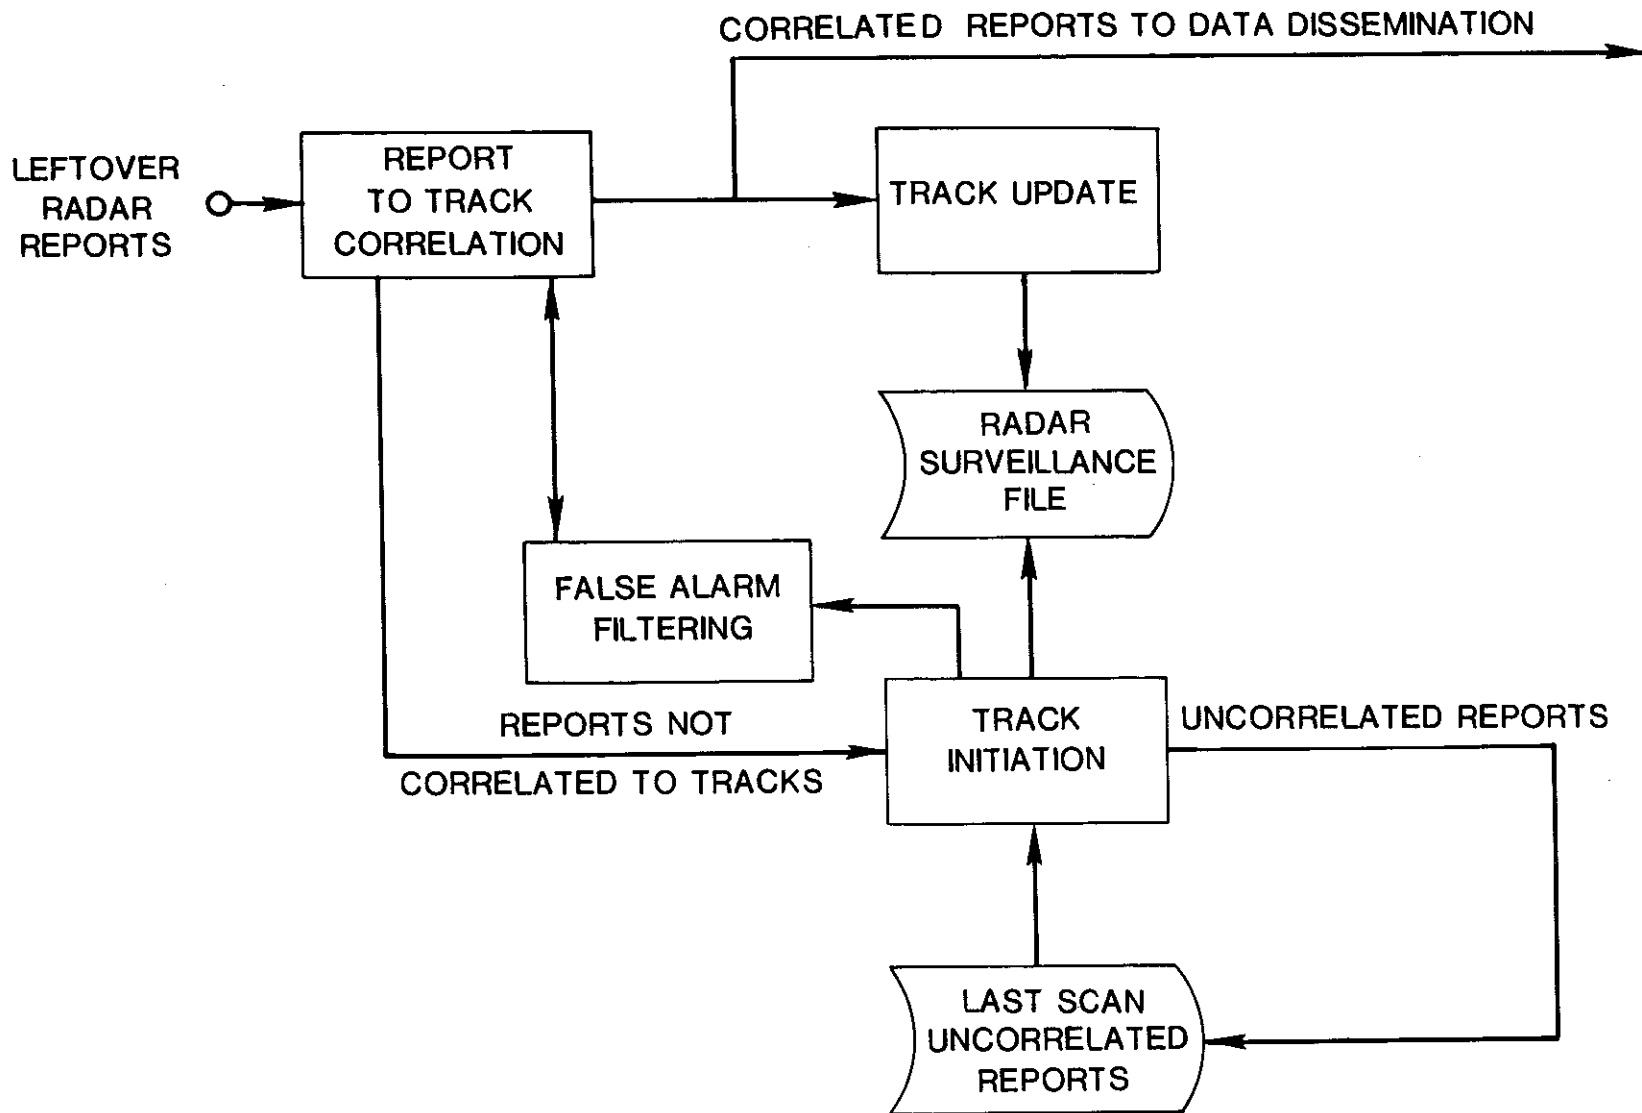 CORRELATED REPORTS TO DATA DISSEMINATION
LEFTOVER
RADAR
REPORTS
REPORT
TO TRACK
CORRELATION
TRACK UPDATE
RADAR
SURVEILLANCE
FILE
FALSE ALARM
FILTERING
REPORTS NOT
CORRELATED TO TRACKS
TRACK
INITIATION
UNCORRELATED REPORTS
LAST SCAN
UNCORRELATED
REPORTS